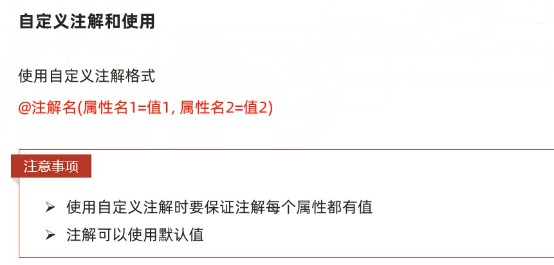 自定义注解和使用
使用自定义注解格式
@注解名(属性名1=值1, 属性名2=值2)
注意事项
➢ 使用自定义注解时要保证注解每个属性都有值
➢ 注解可以使用默认值